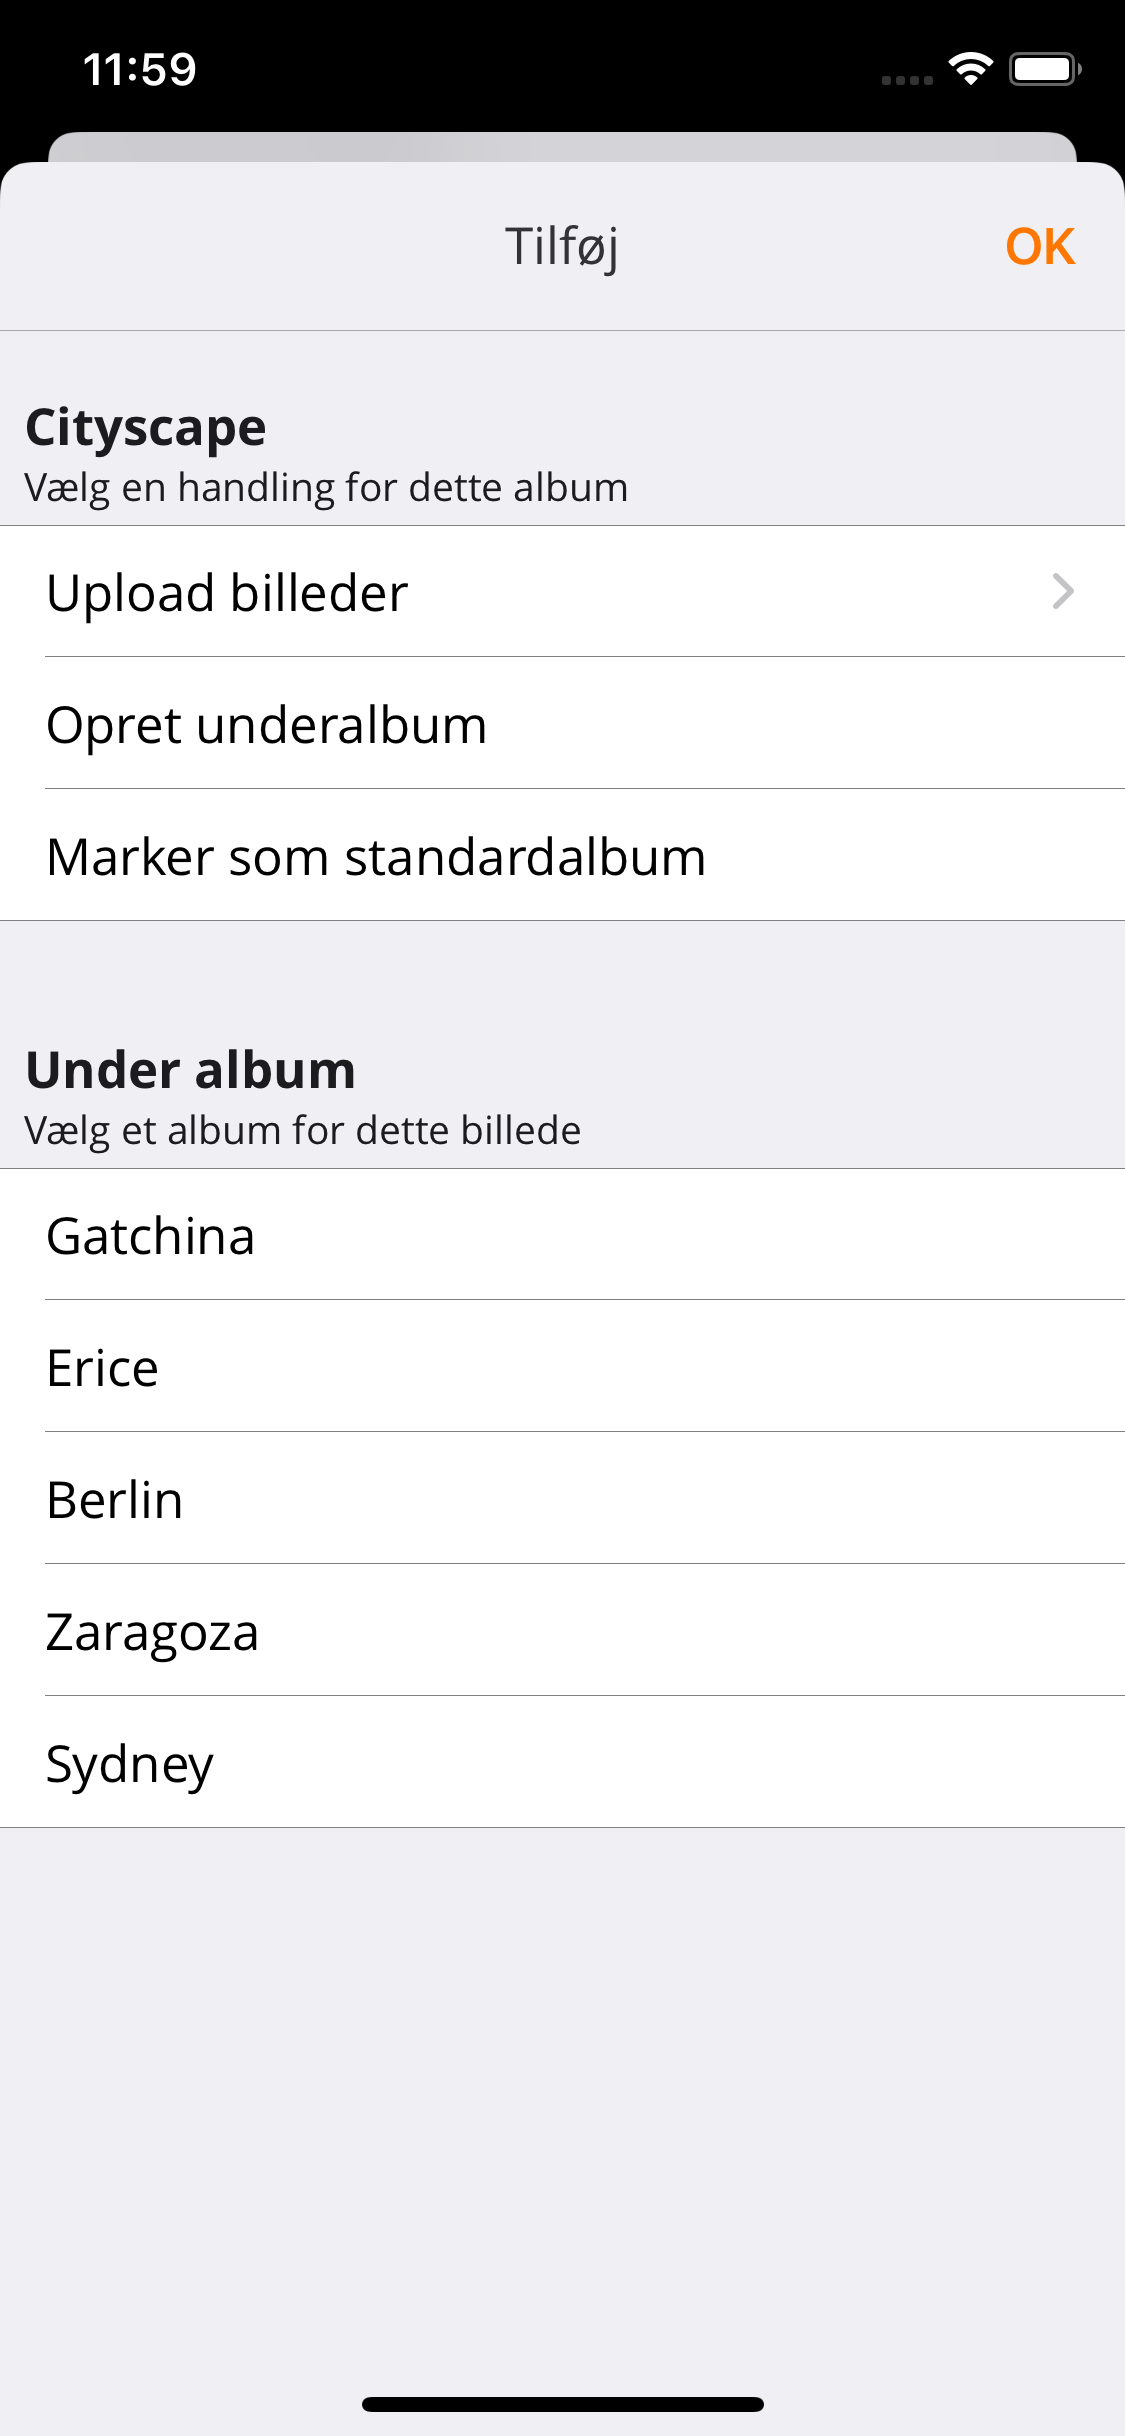 11:59
Tilføj
OK
Cityscape
Vælg en handling for dette album
Upload billeder
Opret underalbum
Marker som standardalbum
Under album
Vælg et album for dette billede
Gatchina
Erice
Berlin
Zaragoza
Sydney